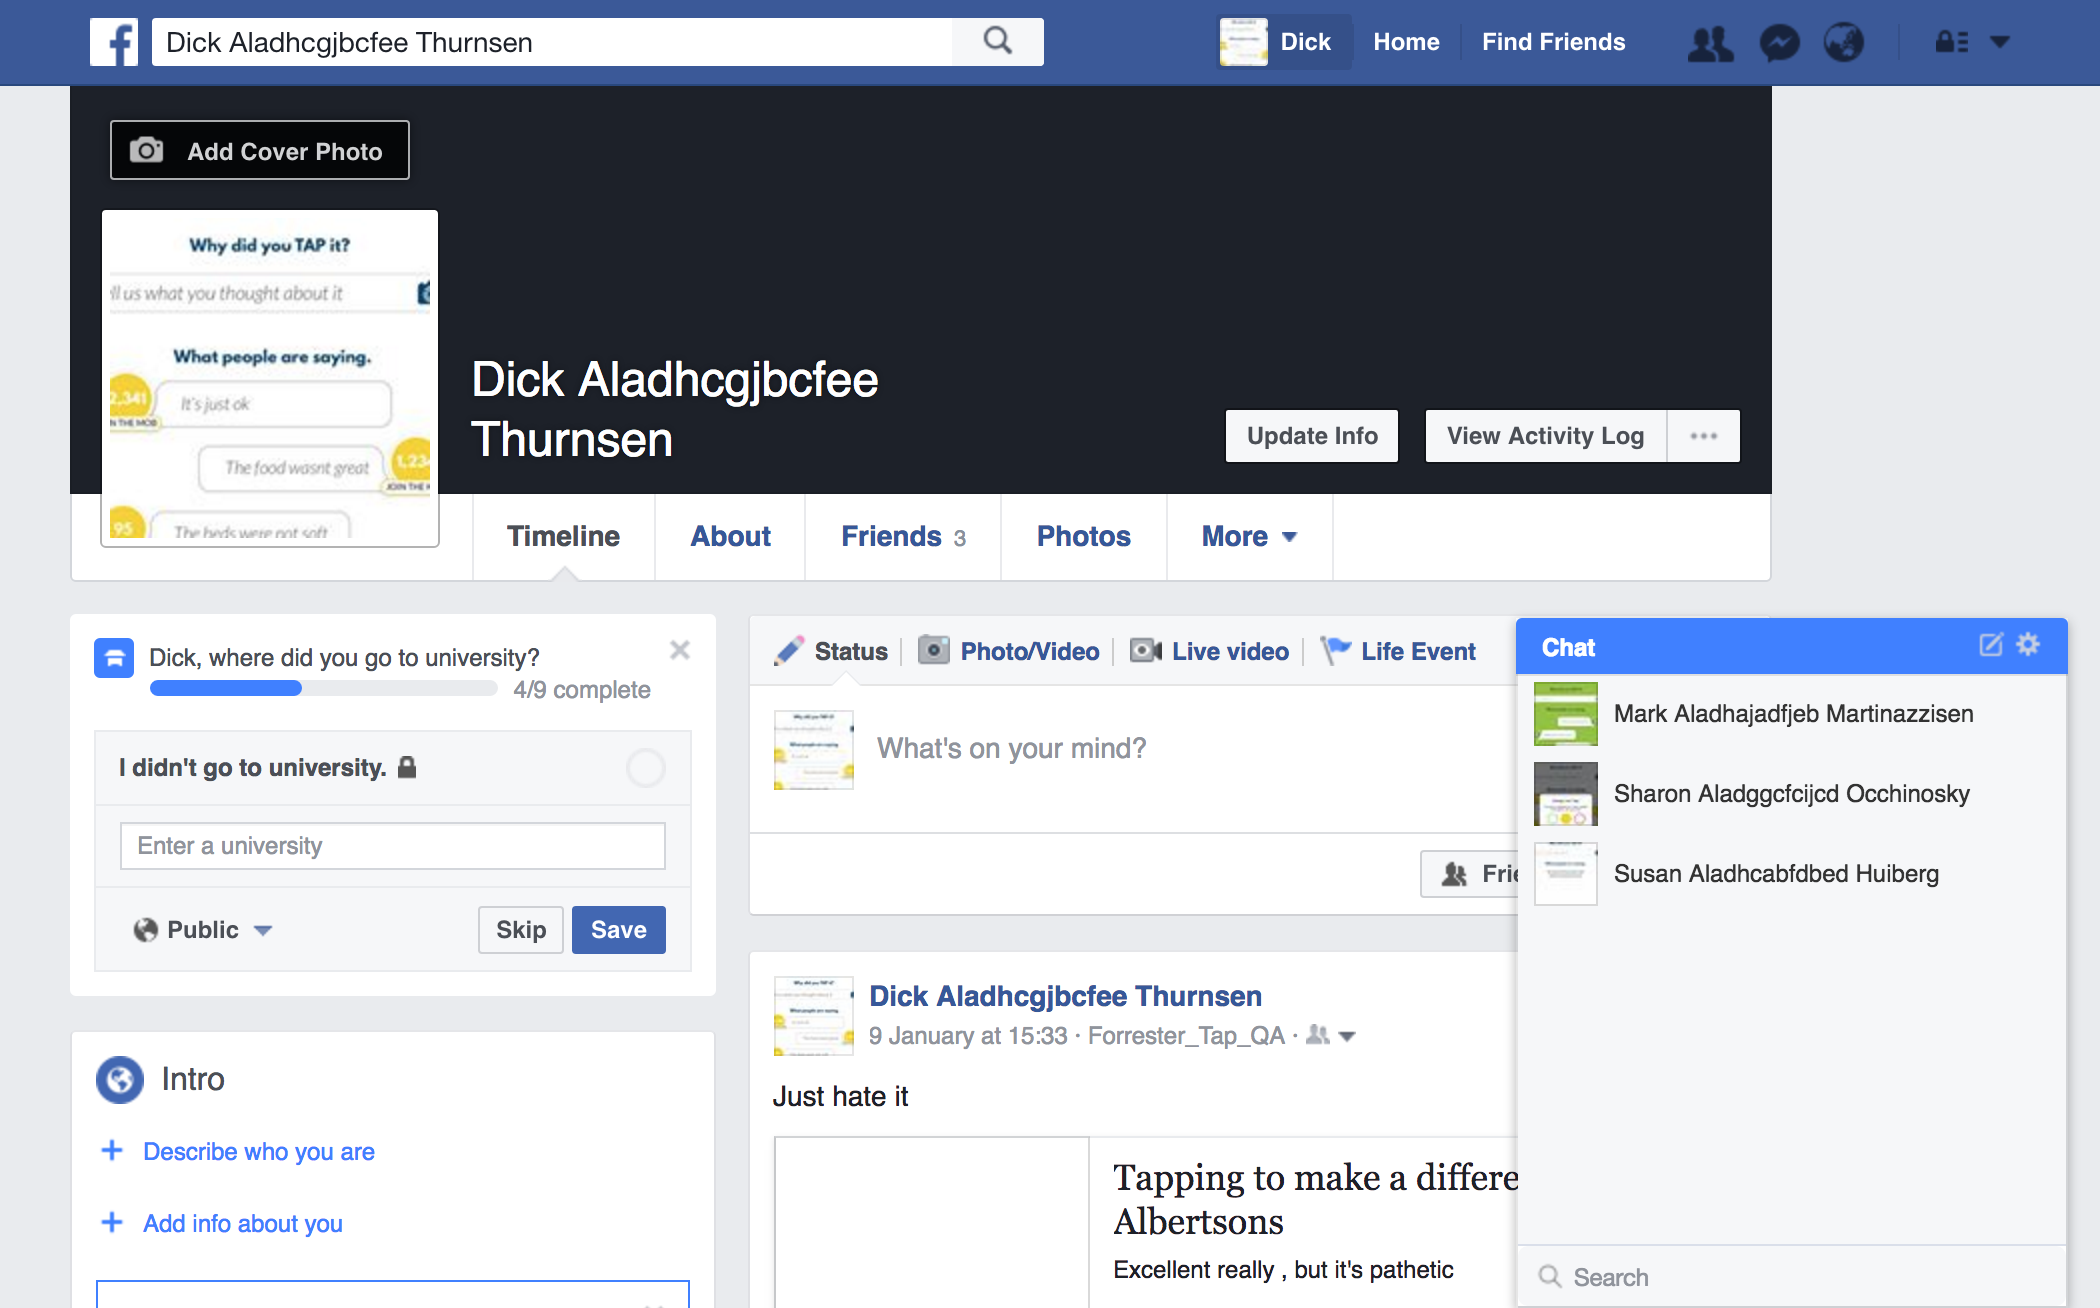 Dick Aladhcgjbcfee Thurnsen
Dick
Home
Find Friends
Add Cover Photo
Why did you TAP it?
ll us what you thought about it
What people are saying.
2,341
It's just ok
N THE MOB
The food wasnt great
1,234
JOIN THE
95
The beds were not soft
Dick Aladhcgjbcfee
Thurnsen
Update Info
View Activity Log
Timeline
About
Friends 3
Photos
More
Dick, where did you go to university?
4/9 complete
I didn't go to university.
Enter a university
Public
Skip
Save
Intro
+ Describe who you are
+ Add info about you
Status
Photo/Video
Live video
Life Event
What's on your mind?
Frie
Dick Aladhcgjbcfee Thurnsen
9 January at 15:33 · Forrester_Tap_QA ·
Just hate it
Tapping to make a differe
Albertsons
Excellent really , but it's pathetic
Chat
Mark Aladhajadfjeb Martinazzisen
Sharon Aladggcfcijcd Occhinosky
Susan Aladhcabfdbed Huiberg
Search